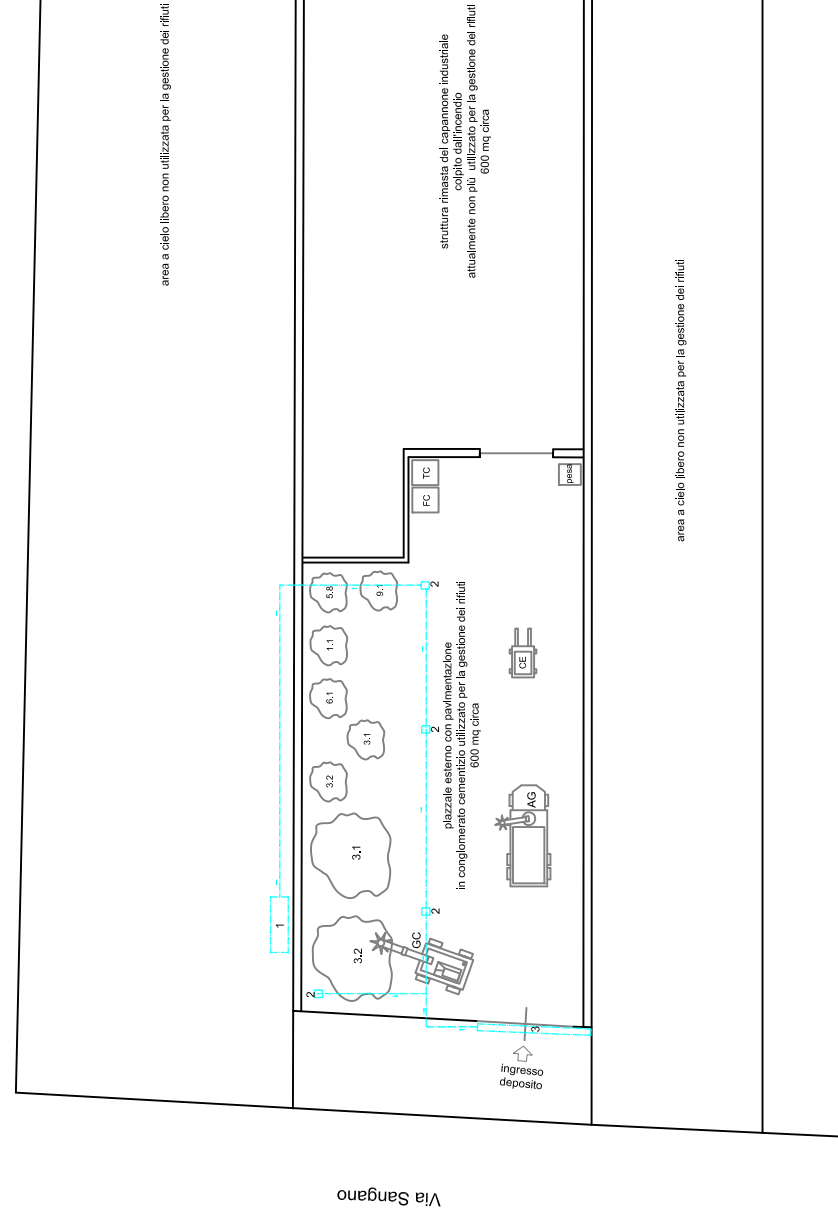 area a cielo libero non utilizzata per la gestione dei rifiuti
struttura rimasta del capannone industriale
colpito dall'incendio
attualmente non più utilizzato per la gestione dei rifiuti
600 mq circa
area a cielo libero non utilizzata per la gestione dei rifiuti
TC
FC
pesa
5.8
9.1
2
1.1
6.1
3.1
3.2
2
CE
piazzale esterno con pavimentazione
in conglomerato cementizio utilizzato per la gestione dei rifiuti
600 mq circa
AG
3.1
1
3.2
2
GC
2
3
ingresso
deposito
Via Sangano